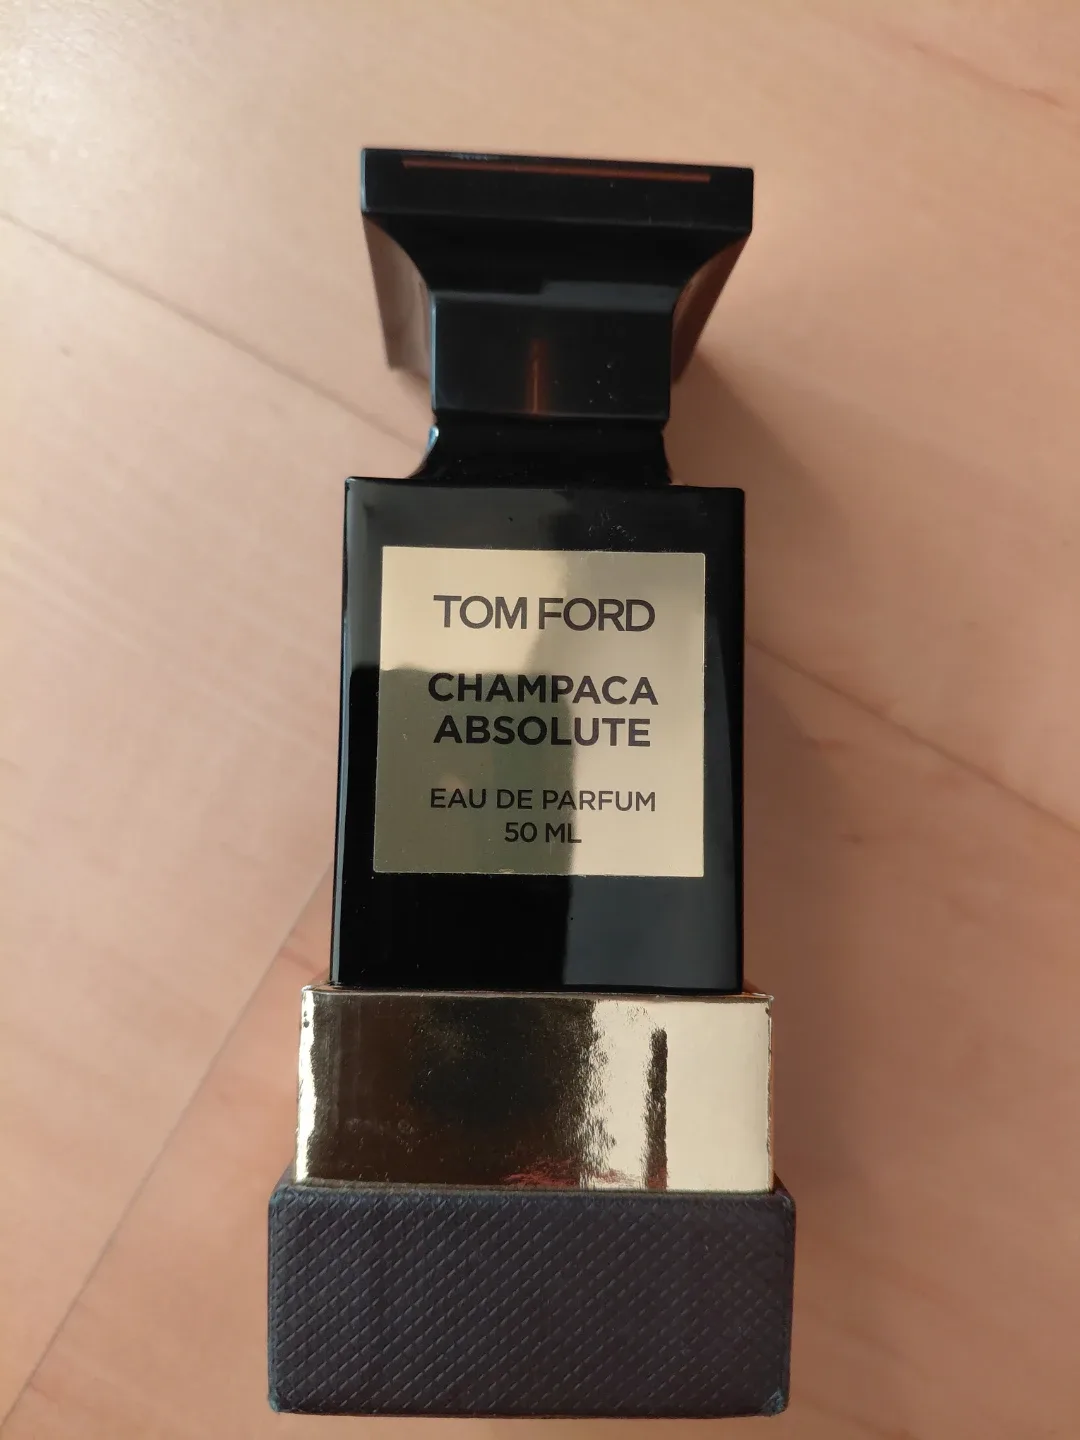 TOM FORD
CHAMPACA
ABSOLUTE
EAU DE PARFUM
50 ML